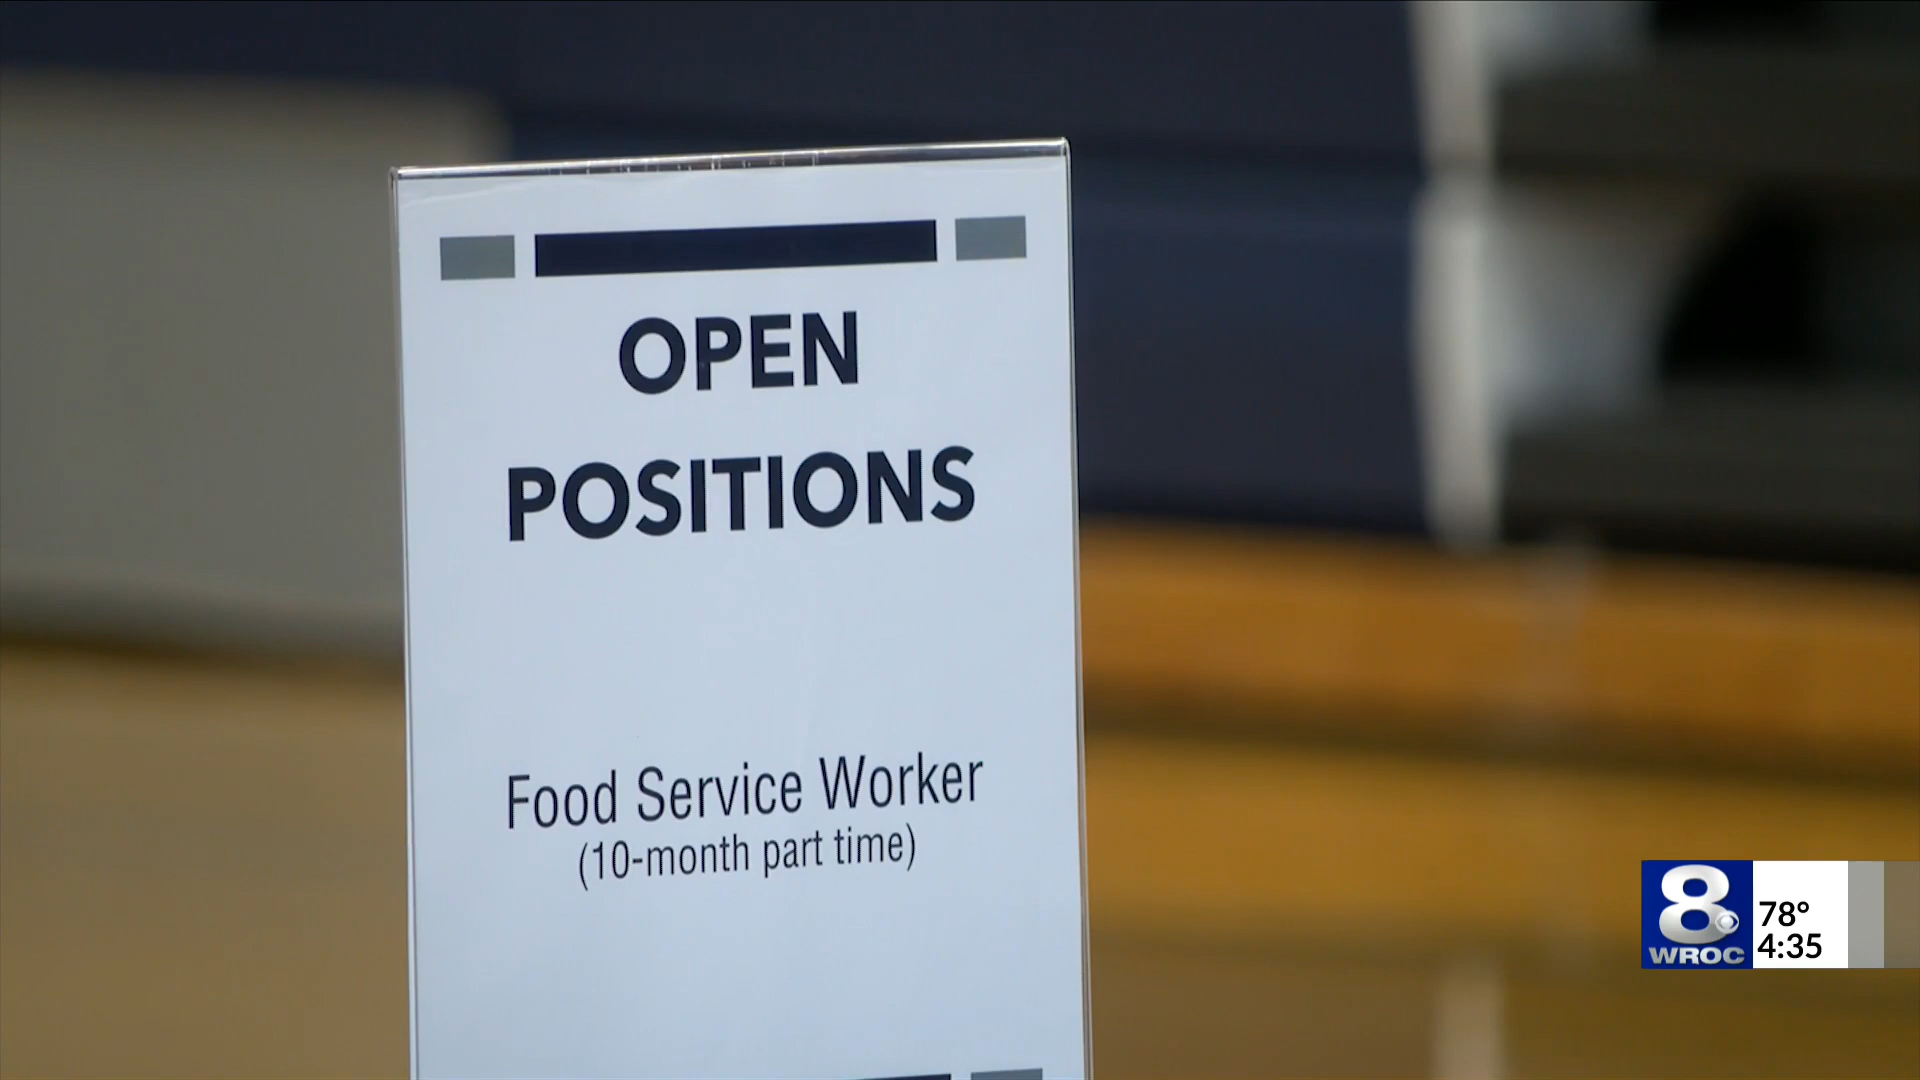 OPEN
POSITIONS
Food Service Worker
(10-month part time)
8
WROC
78°
4:35